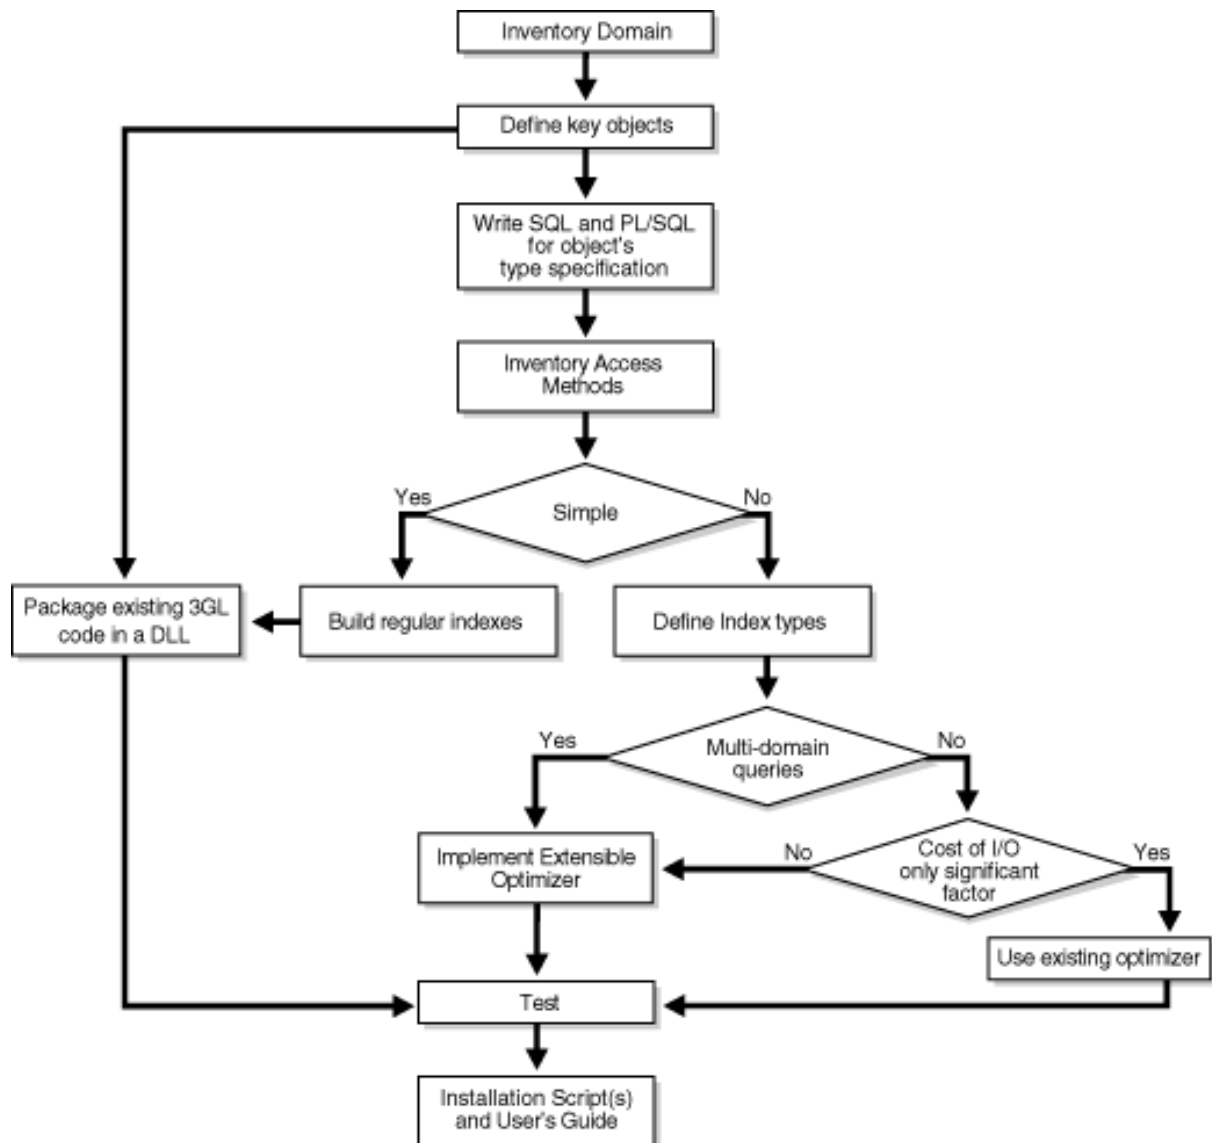 Inventory Domain
Define key objects
Write SQL and PL/SQL
for object's
type specification
Inventory Access
Methods
Yes
No
Simple
Package existing 3GL
code in a DLL
Build regular indexes
Define Index types
Yes
No
Multi-domain
queries
Implement Extensible
Optimizer
No
Cost of I/O
only significant
factor
Yes
Use existing optimizer
Test
Installation Script(s)
and User's Guide